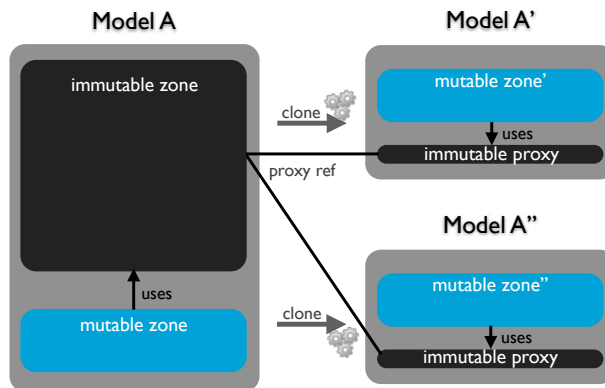 Model A
immutable zone
uses
mutable zone
clone
proxy ref
clone
Model A'
mutable zone'
uses
immutable proxy
Model A''
mutable zone''
uses
immutable proxy